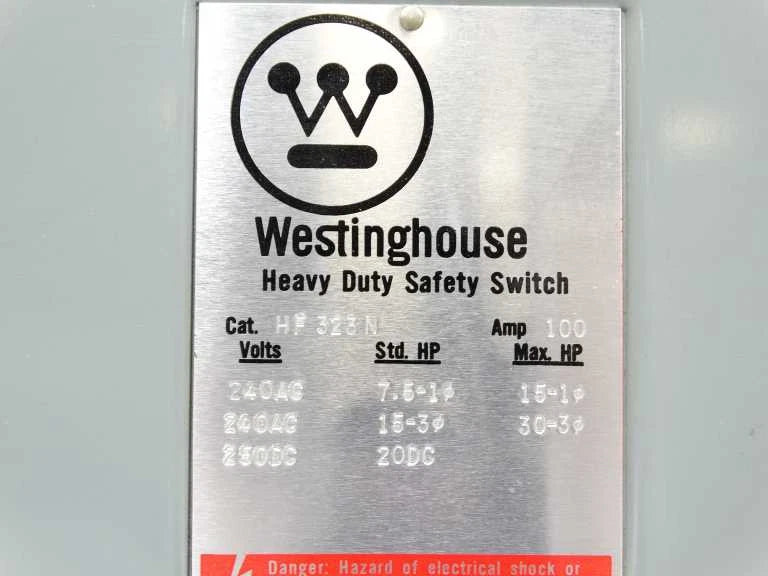 Westinghouse
Heavy Duty Safety Switch
Cat. HF 323N Amp 100
Volts Std. HP Max. HP
240AC 7.5-1φ 15-1φ
240AC 15-3φ 30-3φ
250DC 20DC
Danger: Hazard of electrical shock or